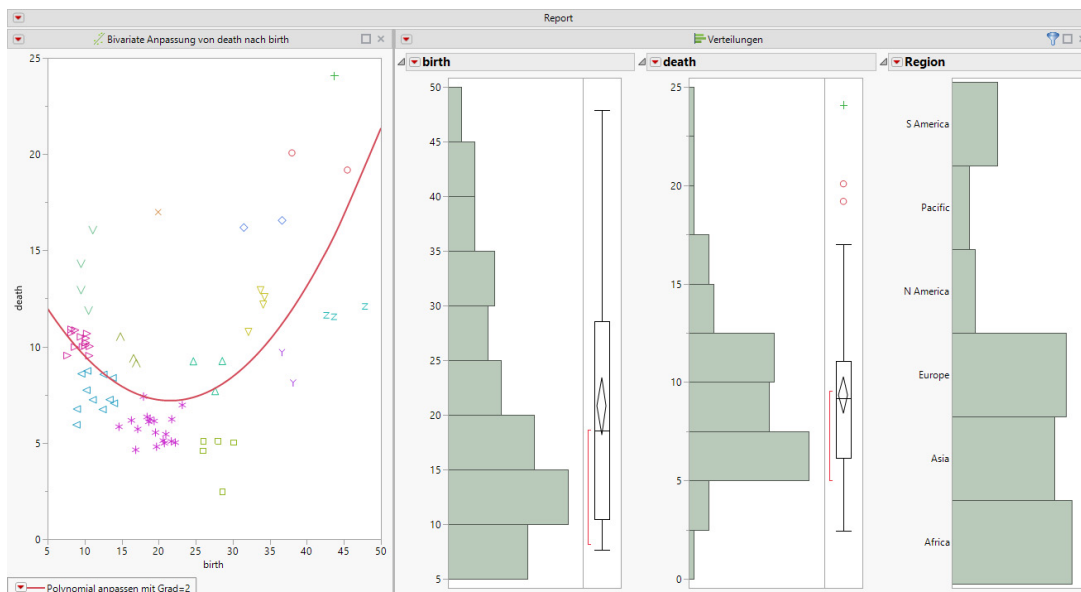 Report
Bivariate Anpassung von death nach birth
25
20
15
10
5
0
death
5 10 15 20 25 30 35 40 45 50
birth
Polynomial anpassen mit Grad=2
Verteilungen
birth
50
45
40
35
30
25
20
15
10
5
death
25
20
15
10
5
0
Region
S America
Pacific
N America
Europe
Asia
Africa